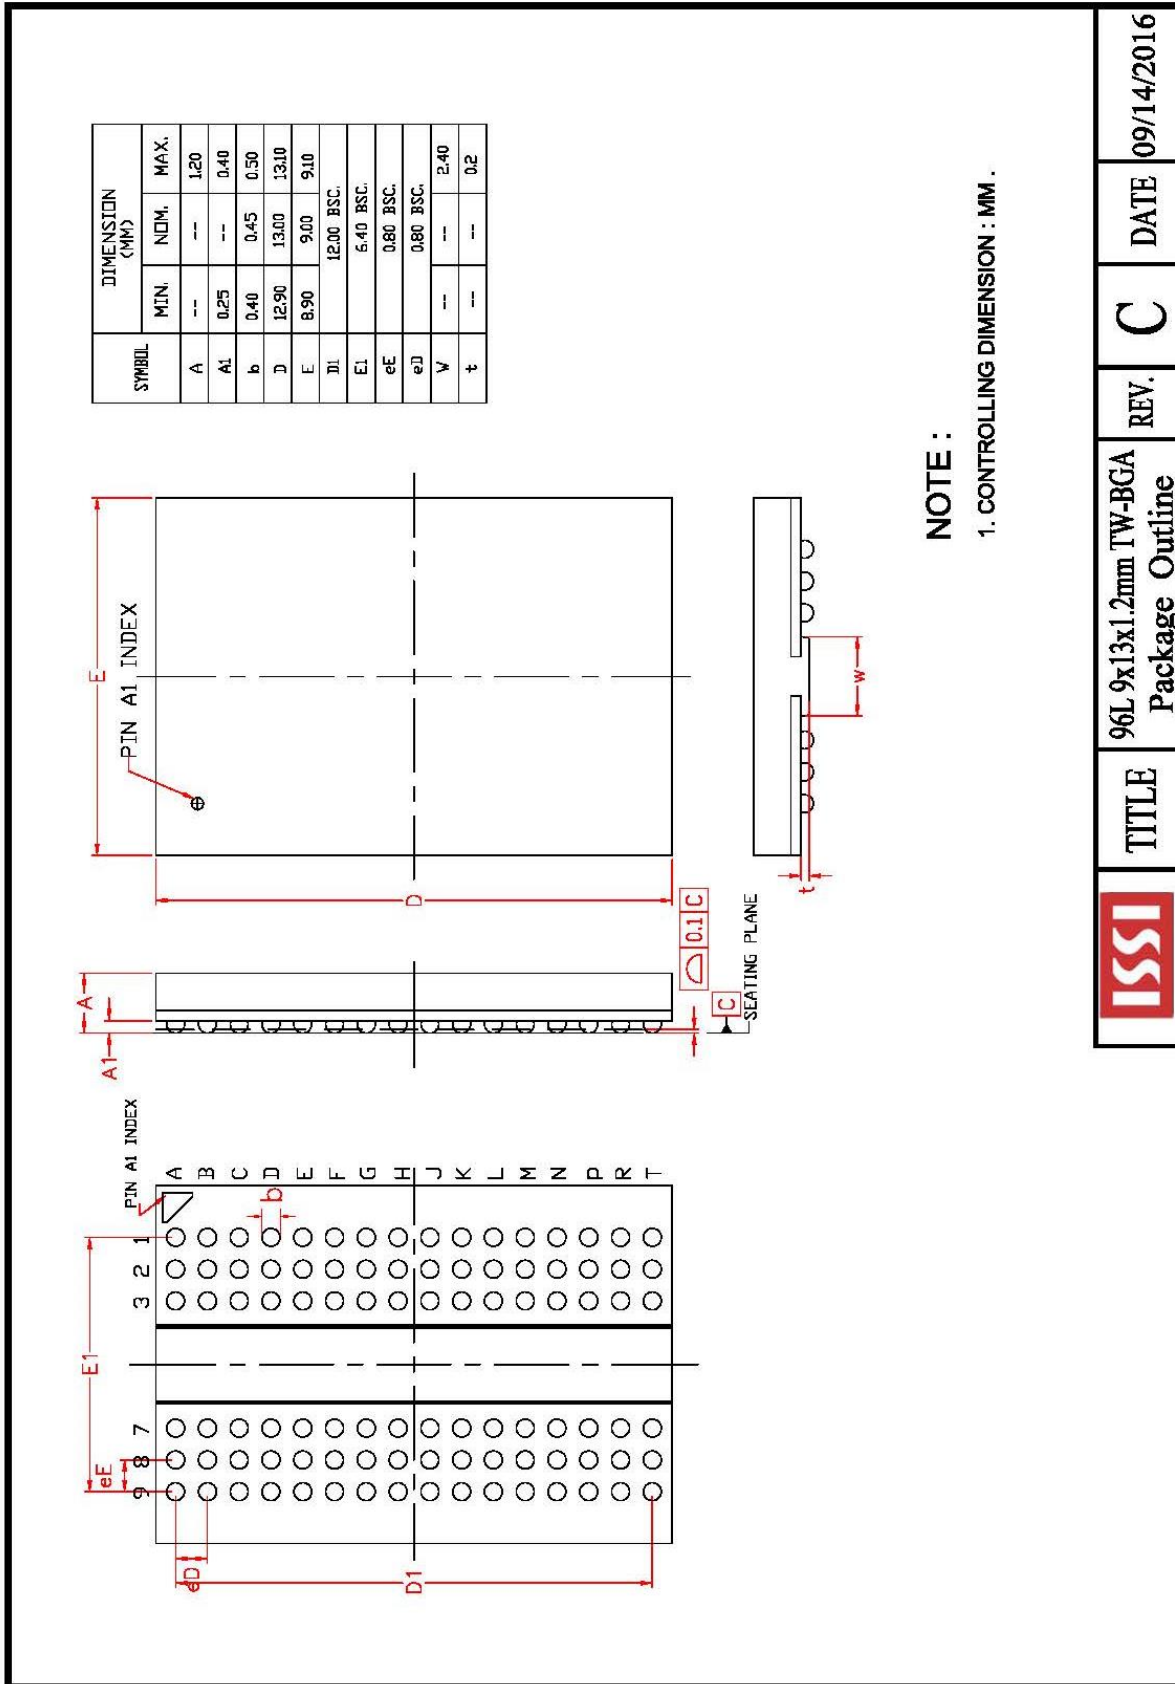 PIN A1 INDEX
E1
eE
9 8 7 3 2 1
A
B
C
D
E
F
G
H
J
K
L
M
N
P
R
T
b
eD
D1
A
A1
0.1 C
C
SEATING PLANE
E
PIN A1 INDEX
D
w
t
SYMBOL DIMENSION (MM)
MIN. NOM. MAX.
A -- -- 1.20
A1 0.25 -- 0.40
b 0.40 0.45 0.50
D 12.90 13.00 13.10
E 8.90 9.00 9.10
D1 12.00 BSC.
E1 6.40 BSC.
eE 0.80 BSC.
eD 0.80 BSC.
W -- -- 2.40
t -- -- 0.2
NOTE :
1. CONTROLLING DIMENSION : MM .
ISSI
TITLE
96L 9x13x1.2mm TW-BGA
Package Outline
REV.
C
DATE
09/14/2016